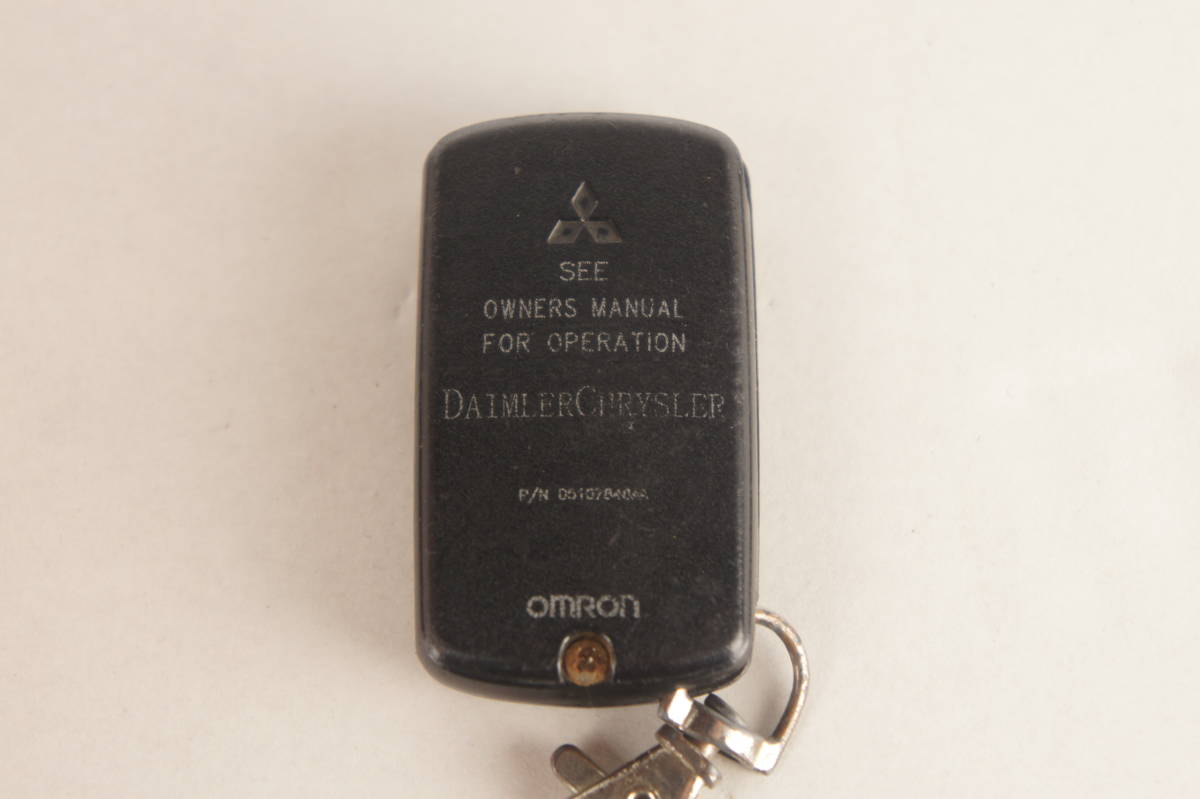 SEE
OWNERS MANUAL
FOR OPERATION
DAIMLERCHRYSLER
P/N
OMRON